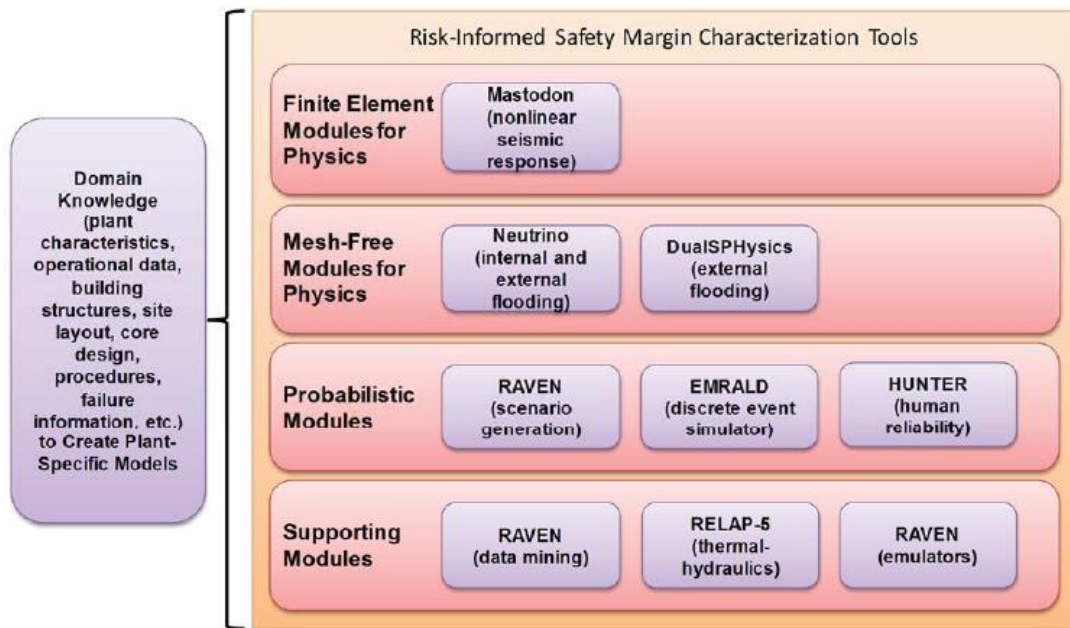 Risk-Informed Safety Margin Characterization Tools
Domain
Knowledge
(plant
characteristics,
operational data,
building
structures, site
layout, core
design,
procedures,
failure
information, etc.)
to Create Plant-
Specific Models
Finite Element
Modules for
Physics
Mastodon
(nonlinear
seismic
response)
Mesh-Free
Modules for
Physics
Neutrino
(internal and
external
flooding)
DualSPHysics
(external
flooding)
Probabilistic
Modules
RAVEN
(scenario
generation)
EMRALD
(discrete event
simulator)
HUNTER
(human
reliability)
Supporting
Modules
RAVEN
(data mining)
RELAP-5
(thermal-
hydraulics)
RAVEN
(emulators)